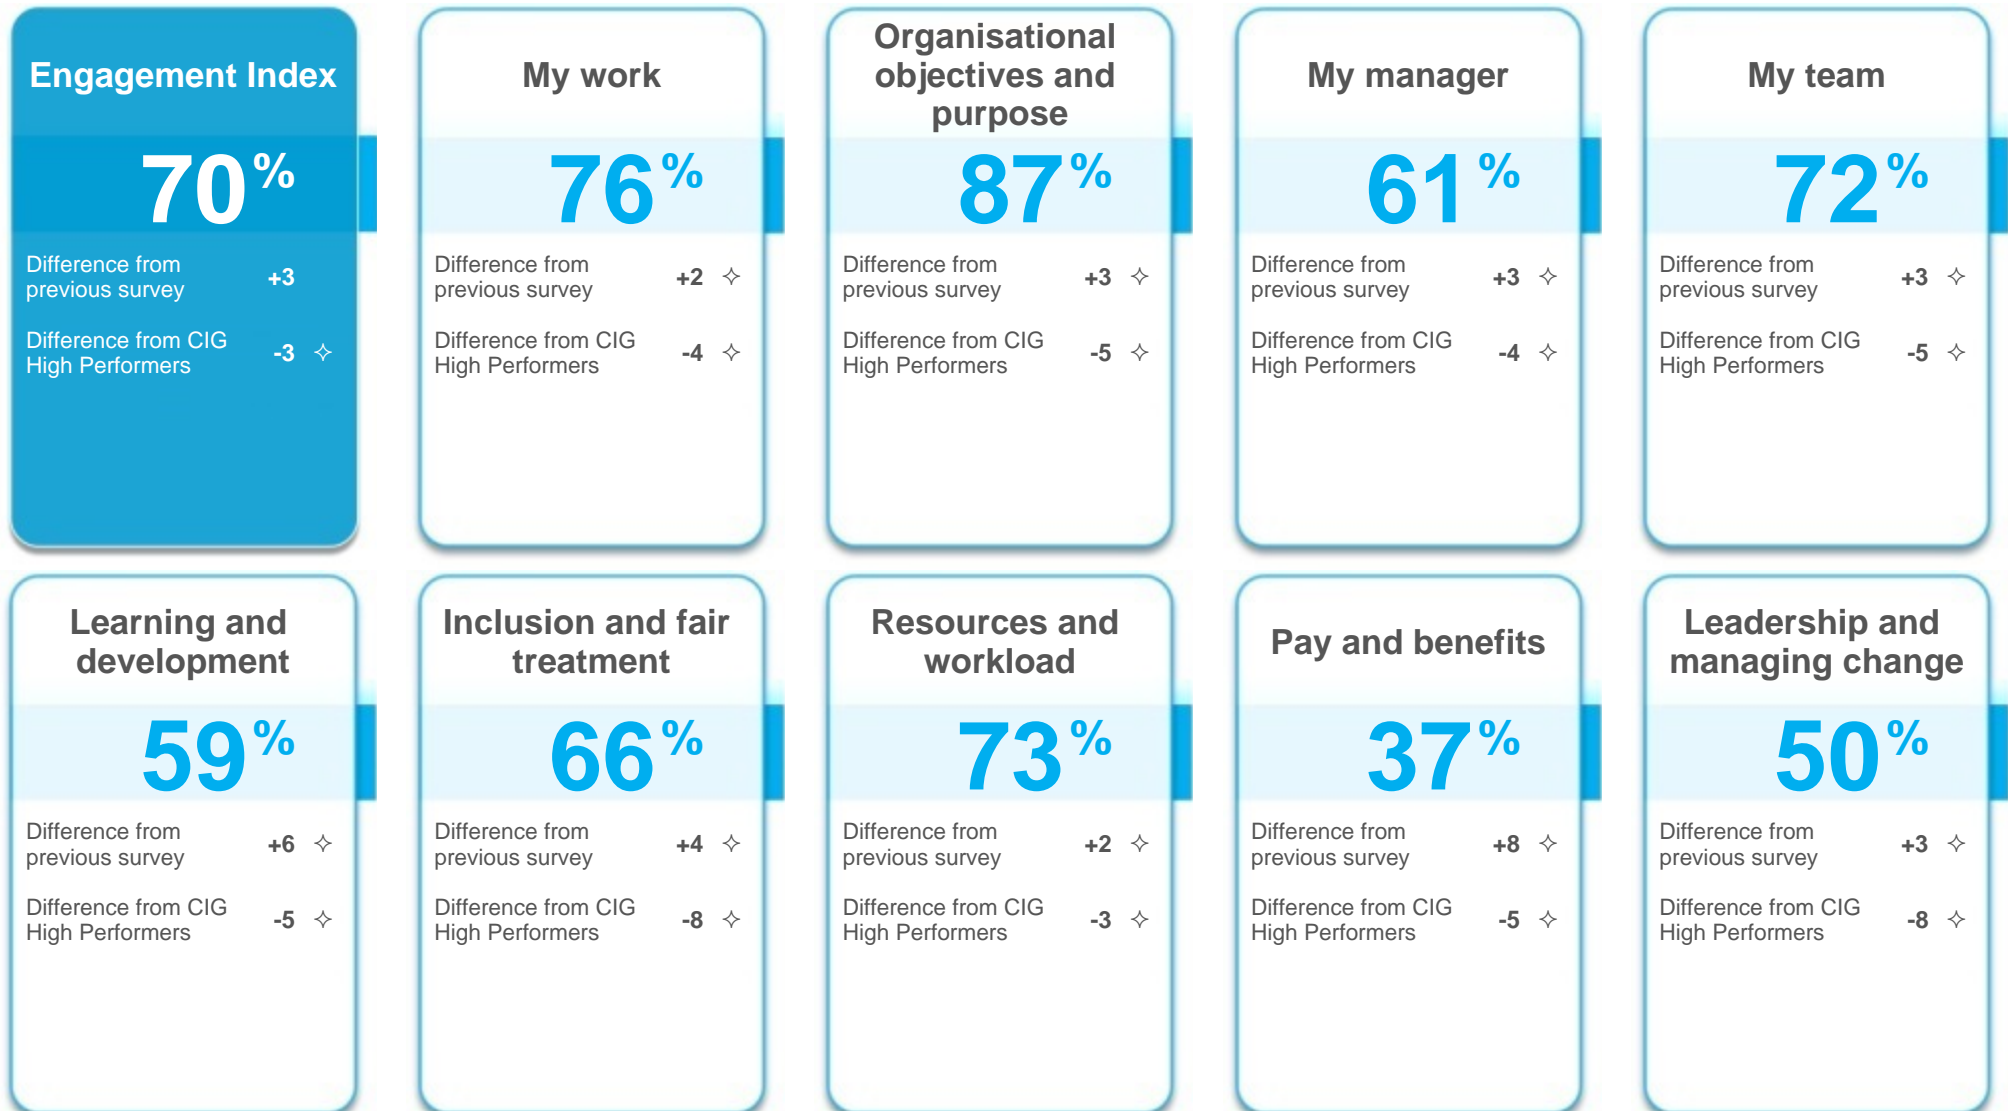 Engagement Index
70%
Difference from
previous survey
+3
Difference from CIG
High Performers
-3 ✧
My work
76%
Difference from
previous survey
+2 ✧
Difference from CIG
High Performers
-4 ✧
Organisational
objectives and
purpose
87%
Difference from
previous survey
+3 ✧
Difference from CIG
High Performers
-5 ✧
My manager
61%
Difference from
previous survey
+3 ✧
Difference from CIG
High Performers
-4 ✧
My team
72%
Difference from
previous survey
+3 ✧
Difference from CIG
High Performers
-5 ✧
Learning and
development
59%
Difference from
previous survey
+6 ✧
Difference from CIG
High Performers
-5 ✧
Inclusion and fair
treatment
66%
Difference from
previous survey
+4 ✧
Difference from CIG
High Performers
-8 ✧
Resources and
workload
73%
Difference from
previous survey
+2 ✧
Difference from CIG
High Performers
-3 ✧
Pay and benefits
37%
Difference from
previous survey
+8 ✧
Difference from CIG
High Performers
-5 ✧
Leadership and
managing change
50%
Difference from
previous survey
+3 ✧
Difference from CIG
High Performers
-8 ✧